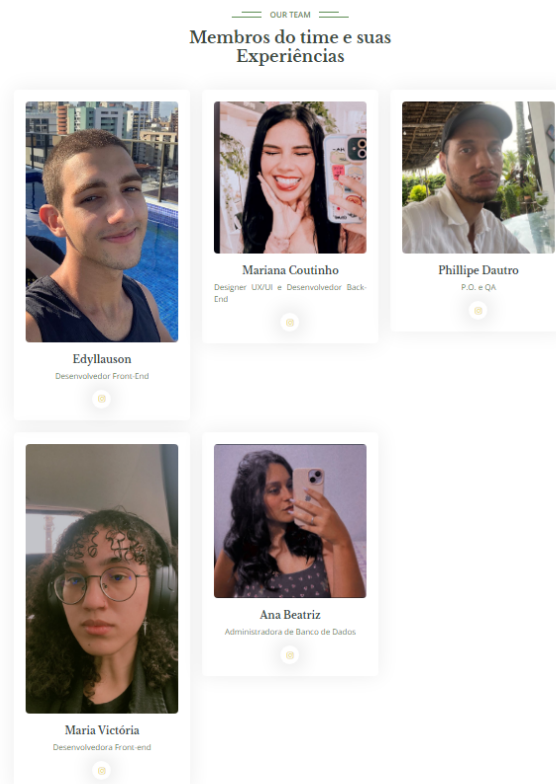 OUR TEAM
Membros do time e suas
Experiências
Mariana Coutinho
Designer UX/UI e Desenvolvedor Back-
End
Phillipe Dautro
P.O. e QA
Edyllauson
Desenvolvedor Front-End
Ana Beatriz
Administradora de Banco de Dados
Maria Victória
Desenvolvedora Front-end